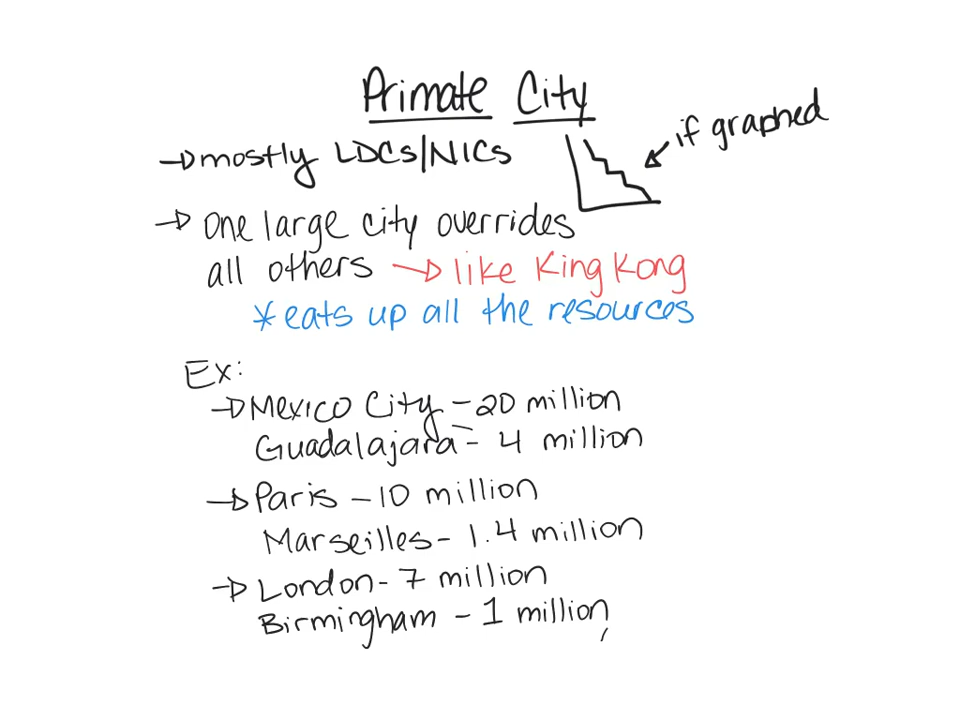 Primate City
→ mostly LDCs/NICs
if graphed
→ One large city overrides
all others → like King Kong
* eats up all the resources
Ex:
→ Mexico City - 20 million
Guadalajara - 4 million
→ Paris - 10 million
Marseilles - 1.4 million
→ London - 7 million
Birmingham - 1 million